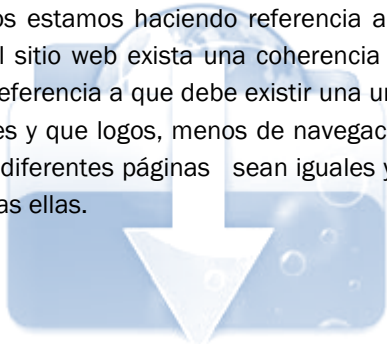 os estamos haciendo referencia a
l sitio web exista una coherencia
eferencia a que debe existir una u
es y que logos, menos de navegac
diferentes páginas sean iguales y
as ellas.